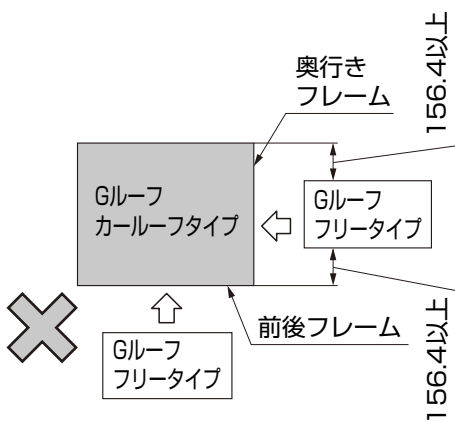 156.4以上
奥行き
フレーム
Gルーフ
カールーフタイプ
Gルーフ
フリータイプ
前後フレーム
Gルーフ
フリータイプ
156.4以上